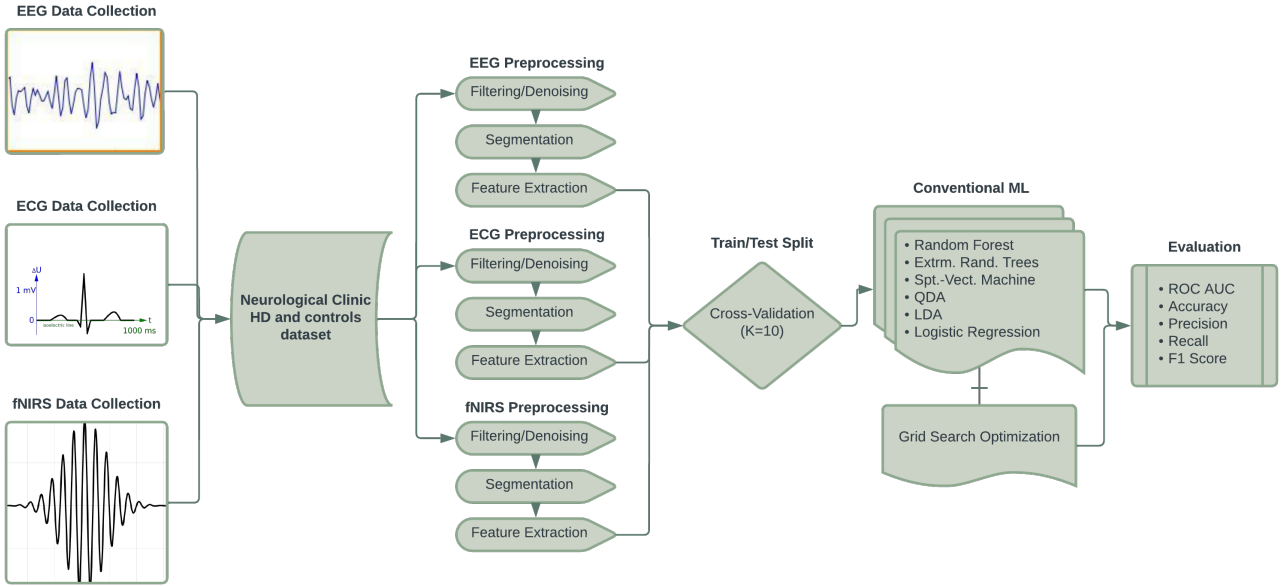 EEG Data Collection
ECG Data Collection
ΔU
1 mV
0
isoelectric line
t
1000 ms
fNIRS Data Collection
Neurological Clinic
HD and controls
dataset
EEG Preprocessing
Filtering/Denoising
Segmentation
Feature Extraction
ECG Preprocessing
Filtering/Denoising
Segmentation
Feature Extraction
fNIRS Preprocessing
Filtering/Denoising
Segmentation
Feature Extraction
Train/Test Split
Cross-Validation
(K=10)
Conventional ML
• Random Forest
• Extrm. Rand. Trees
• Spt.-Vect. Machine
• QDA
• LDA
• Logistic Regression
Grid Search Optimization
Evaluation
• ROC AUC
• Accuracy
• Precision
• Recall
• F1 Score